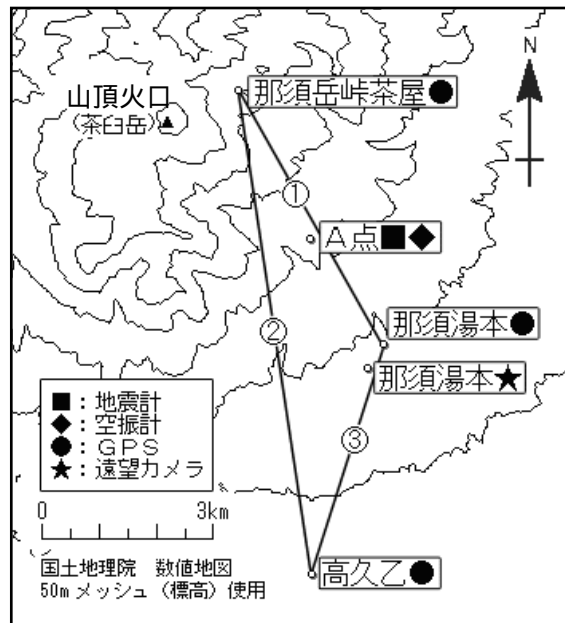 N
山頂火口
(茶臼岳)▲
那須岳峠茶屋●
①
A点■◆
那須湯本●
②
那須湯本★
③
■：地震計
◆：空振計
●：GPS
★：遠望カメラ
0 3km
国土地理院 数値地図
50mメッシュ（標高）使用
高久乙●